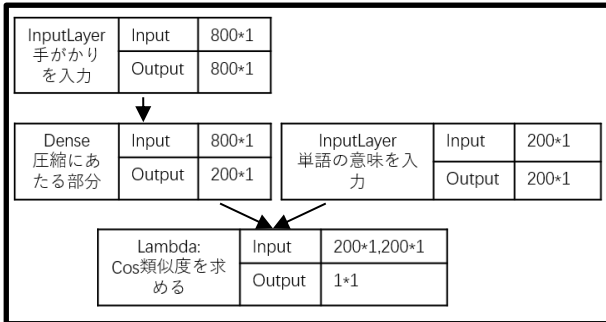 InputLayer
手がかり
を入力
Input 800*1
Output 800*1
Dense
圧縮にあ
たる部分
Input 800*1
Output 200*1
InputLayer
単語の意味を入
力
Input 200*1
Output 200*1
Lambda:
Cos類似度を求
める
Input 200*1,200*1
Output 1*1